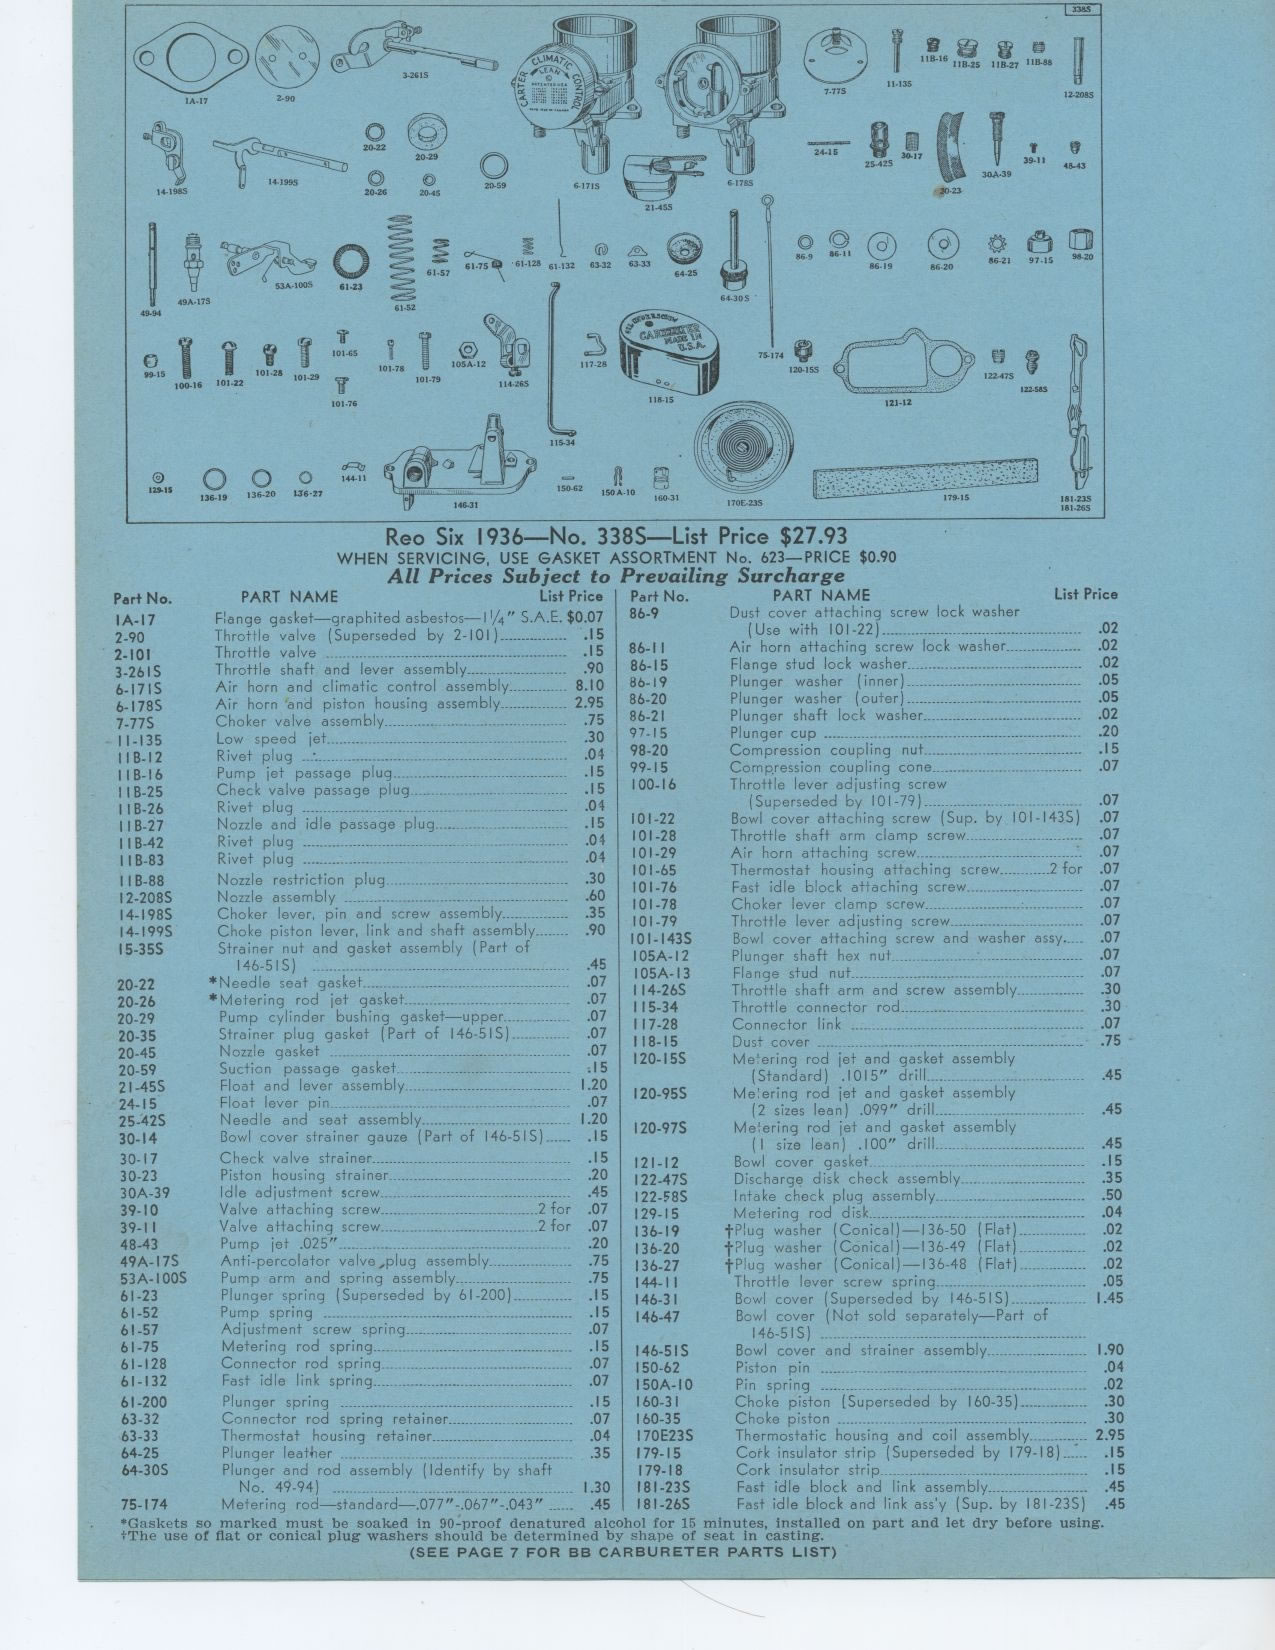 338S
1A-17
2-90
3-261S
CARTER CLIMATIC CONTROL
LEAN
6-171S
6-178S
7-77S
11-135
11B-16
11B-25
11B-27
11B-88
12-208S
14-198S
14-199S
20-22
20-29
20-26
20-45
20-59
21-45S
24-15
25-42S
30-17
30-23
30A-39
39-11
48-43
49-94
49A-17S
53A-100S
61-23
61-52
61-57
61-75
61-128
61-132
63-32
63-33
64-25
64-30S
75-174
86-9
86-11
86-19
86-20
86-21
97-15
98-20
99-15
100-16
101-22
101-28
101-29
101-65
101-76
101-78
101-79
105A-12
114-26S
115-34
117-28
CARTER
MADE IN
U.S.A.
118-15
120-15S
121-12
122-47S
122-58S
129-15
136-19
136-20
136-27
144-11
146-31
150-62
150A-10
160-31
170E-23S
179-15
181-23S
181-26S
Reo Six 1936—No. 338S—List Price $27.93
WHEN SERVICING, USE GASKET ASSORTMENT No. 623—PRICE $0.90
All Prices Subject to Prevailing Surcharge
Part No. PART NAME List Price
1A-17 Flange gasket—graphited asbestos—1¼" S.A.E. $0.07
2-90 Throttle valve (Superseded by 2-101) .15
2-101 Throttle valve .15
3-261S Throttle shaft and lever assembly .90
6-171S Air horn and climatic control assembly 8.10
6-178S Air horn and piston housing assembly 2.95
7-77S Choker valve assembly .75
11-135 Low speed jet .30
11B-12 Rivet plug .04
11B-16 Pump jet passage plug .15
11B-25 Check valve passage plug .15
11B-26 Rivet plug .04
11B-27 Nozzle and idle passage plug .15
11B-42 Rivet plug .04
11B-83 Rivet plug .04
11B-88 Nozzle restriction plug .30
12-208S Nozzle assembly .60
14-198S Choker lever, pin and screw assembly .35
14-199S Choke piston lever, link and shaft assembly .90
15-35S Strainer nut and gasket assembly (Part of
146-51S) .45
20-22 *Needle seat gasket .07
20-26 *Metering rod jet gasket .07
20-29 Pump cylinder bushing gasket—upper .07
20-35 Strainer plug gasket (Part of 146-51S) .07
20-45 Nozzle gasket .07
20-59 Suction passage gasket .15
21-45S Float and lever assembly 1.20
24-15 Float lever pin .07
25-42S Needle and seat assembly 1.20
30-14 Bowl cover strainer gauze (Part of 146-51S) .15
30-17 Check valve strainer .15
30-23 Piston housing strainer .20
30A-39 Idle adjustment screw .45
39-10 Valve attaching screw 2 for .07
39-11 Valve attaching screw 2 for .07
48-43 Pump jet .025" .20
49A-17S Anti-percolator valve plug assembly .75
53A-100S Pump arm and spring assembly .75
61-23 Plunger spring (Superseded by 61-200) .15
61-52 Pump spring .15
61-57 Adjustment screw spring .07
61-75 Metering rod spring .15
61-128 Connector rod spring .07
61-132 Fast idle link spring .07
61-200 Plunger spring .15
63-32 Connector rod spring retainer .07
63-33 Thermostat housing retainer .04
64-25 Plunger leather .35
64-30S Plunger and rod assembly (Identify by shaft
No. 49-94) 1.30
75-174 Metering rod—standard—.077"-.067"-.043" .45
Part No. PART NAME List Price
86-9 Dust cover attaching screw lock washer
(Use with 101-22) .02
86-11 Air horn attaching screw lock washer .02
86-15 Flange stud lock washer .02
86-19 Plunger washer (inner) .05
86-20 Plunger washer (outer) .05
86-21 Plunger shaft lock washer .02
97-15 Plunger cup .20
98-20 Compression coupling nut .15
99-15 Compression coupling cone .07
100-16 Throttle lever adjusting screw
(Superseded by 101-79) .07
101-22 Bowl cover attaching screw (Sup. by 101-143S) .07
101-28 Throttle shaft arm clamp screw .07
101-29 Air horn attaching screw .07
101-65 Thermostat housing attaching screw 2 for .07
101-76 Fast idle block attaching screw .07
101-78 Choker lever clamp screw .07
101-79 Throttle lever adjusting screw .07
101-143S Bowl cover attaching screw and washer assy. .07
105A-12 Plunger shaft hex nut .07
105A-13 Flange stud nut .07
114-26S Throttle shaft arm and screw assembly .30
115-34 Throttle connector rod .30
117-28 Connector link .07
118-15 Dust cover .75
120-15S Metering rod jet and gasket assembly
(Standard) .1015" drill .45
120-95S Metering rod jet and gasket assembly
(2 sizes lean) .099" drill .45
120-97S Metering rod jet and gasket assembly
(1 size lean) .100" drill .45
121-12 Bowl cover gasket .15
122-47S Discharge disk check assembly .35
122-58S Intake check plug assembly .50
129-15 Metering rod disk .04
136-19 †Plug washer (Conical)—136-50 (Flat) .02
136-20 †Plug washer (Conical)—136-49 (Flat) .02
136-27 †Plug washer (Conical)—136-48 (Flat) .02
144-11 Throttle lever screw spring .05
146-31 Bowl cover (Superseded by 146-51S) 1.45
146-47 Bowl cover (Not sold separately—Part of
146-51S)
146-51S Bowl cover and strainer assembly 1.90
150-62 Piston pin .04
150A-10 Pin spring .02
160-31 Choke piston (Superseded by 160-35) .30
160-35 Choke piston .30
170E23S Thermostatic housing and coil assembly 2.95
179-15 Cork insulator strip (Superseded by 179-18) .15
179-18 Cork insulator strip .15
181-23S Fast idle block and link assembly .45
181-26S Fast idle block and link ass'y (Sup. by 181-23S) .45
*Gaskets so marked must be soaked in 90-proof denatured alcohol for 15 minutes, installed on part and let dry before using.
†The use of flat or conical plug washers should be determined by shape of seat in casting.
(SEE PAGE 7 FOR BB CARBURETER PARTS LIST)